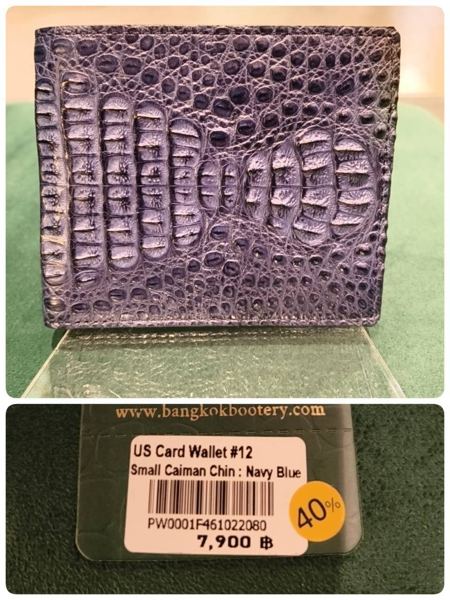 www.bangkokbootery.com
US Card Wallet #12
Small Caiman Chin : Navy Blue
PW0001F461022080
7,900 ฿
40%